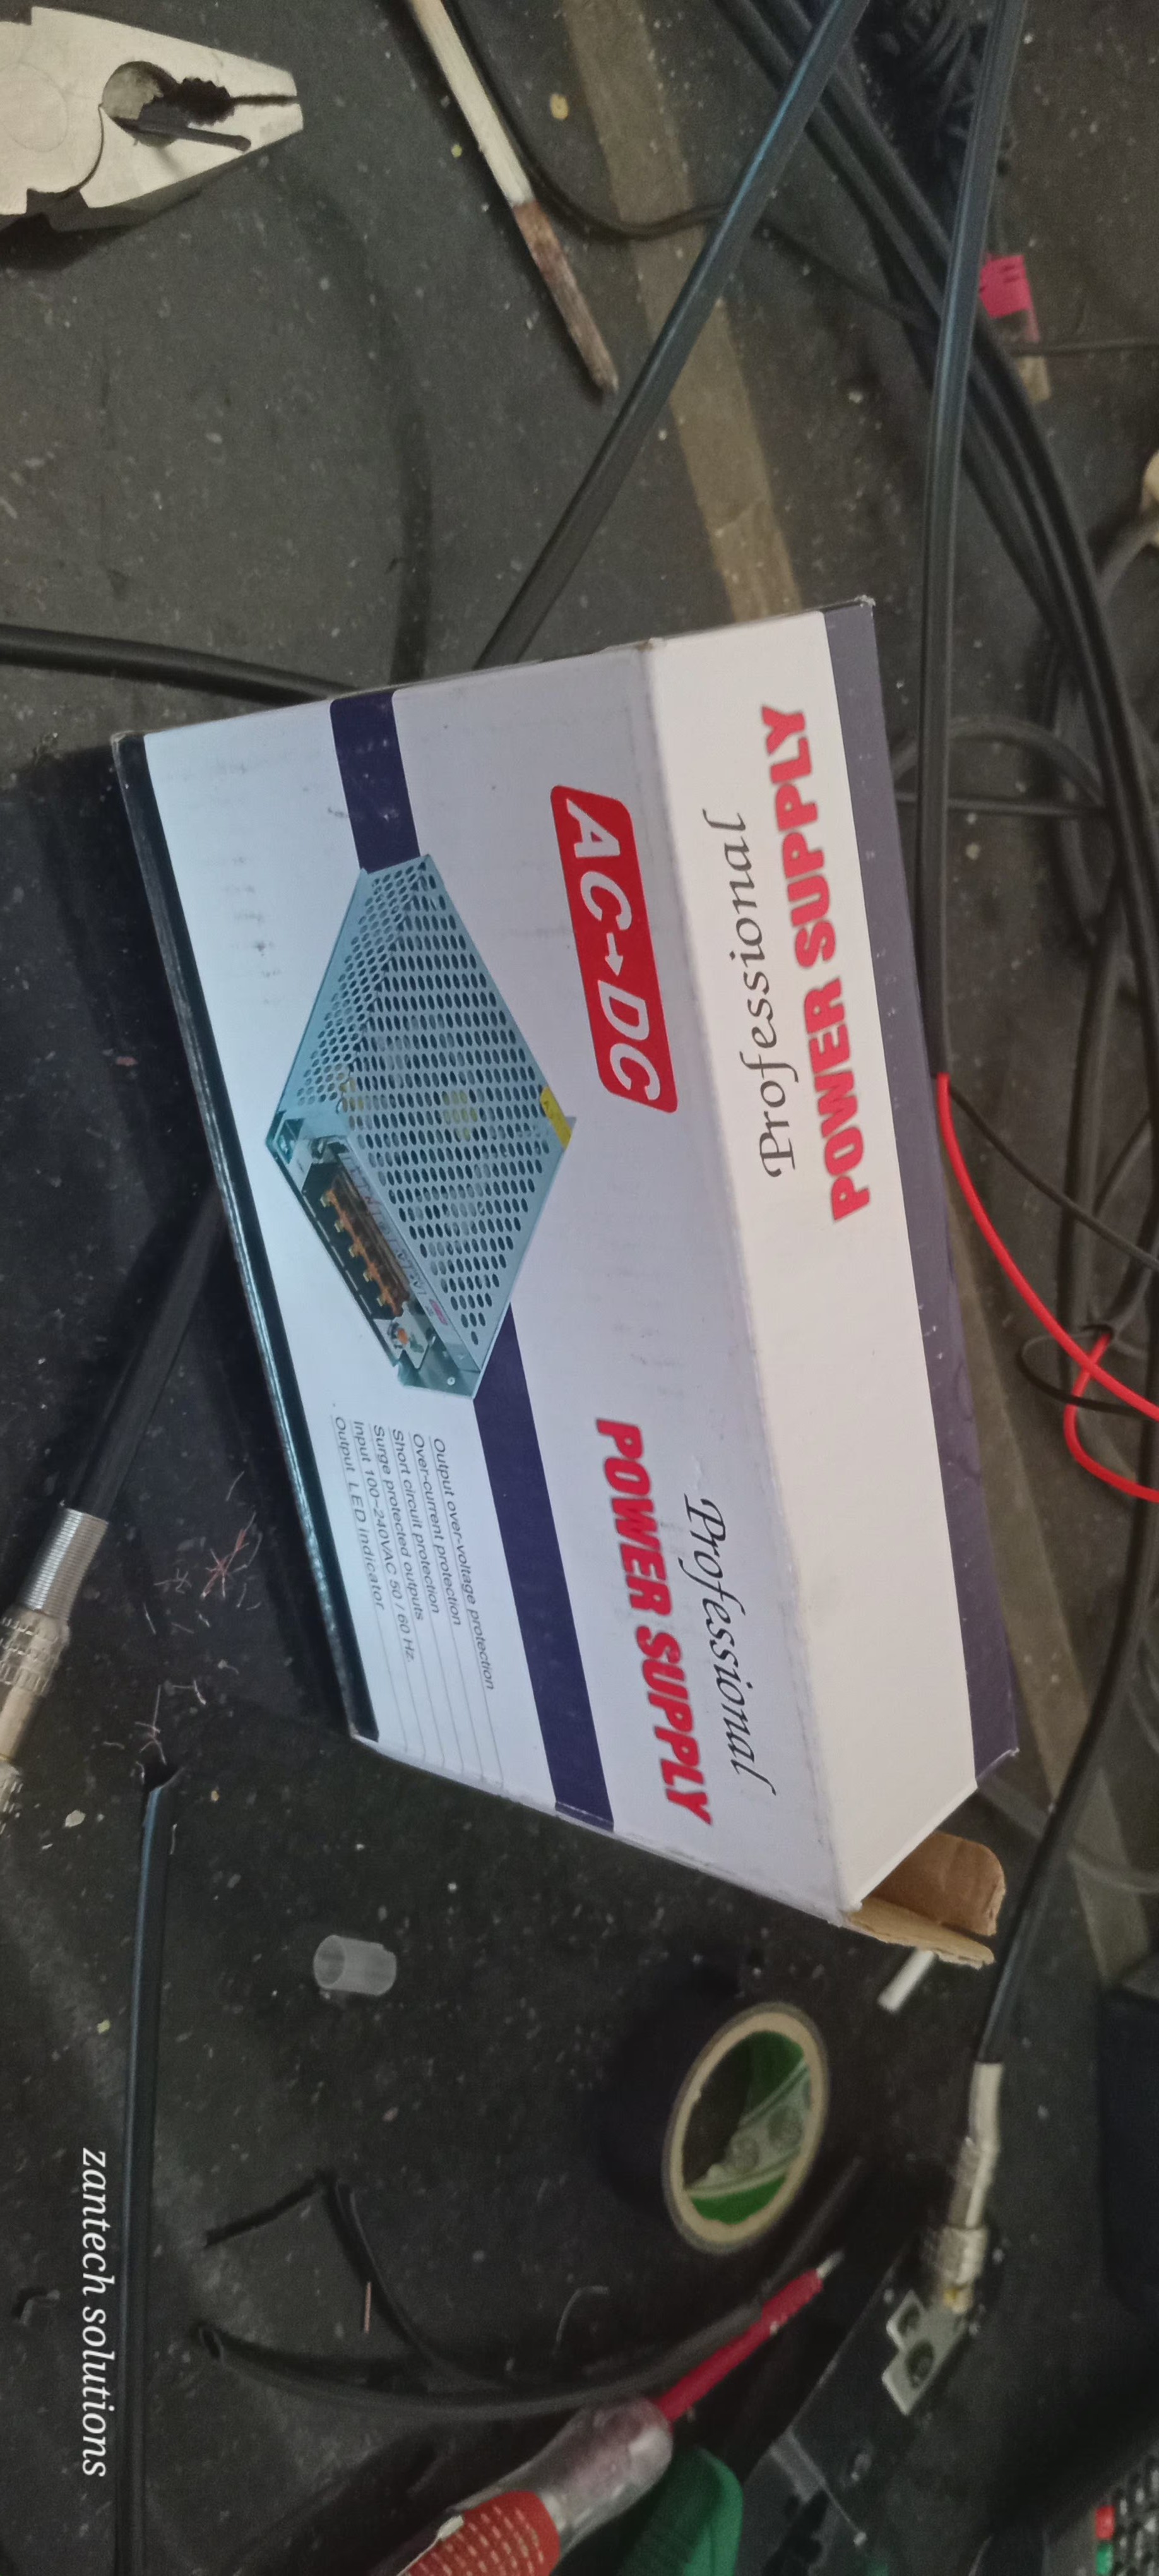 Professional
POWER SUPPLY
AC→DC
Professional
POWER SUPPLY
Output over-voltage protection
Over-current protection
Short circuit protection
Surge protected outputs
Input 100-240VAC 50 / 60 Hz.
Output LED indicator
zantech solutions